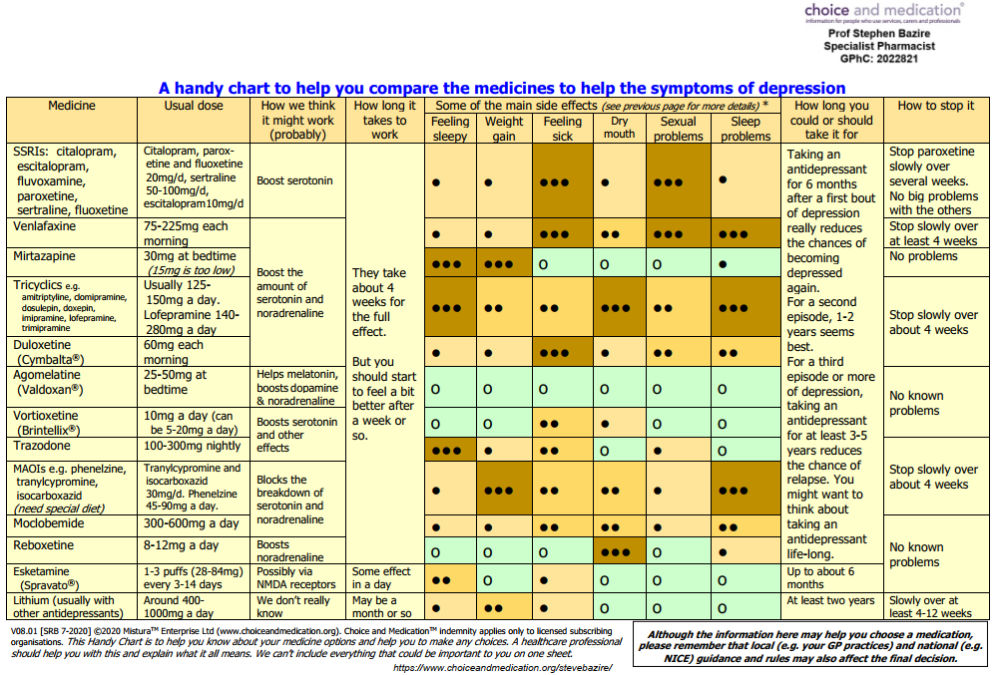 choice and medication®
information for people who use services, carers and professionals
Prof Stephen Bazire
Specialist Pharmacist
GPhC: 2022821
A handy chart to help you compare the medicines to help the symptoms of depression
Medicine
Usual dose
How we think
it might work
(probably)
How long it
takes to
work
Some of the main side effects (see previous page for more details) *
Feeling
sleepy
Weight
gain
Feeling
sick
Dry
mouth
Sexual
problems
Sleep
problems
How long you
could or should
take it for
How to stop it
SSRIs: citalopram,
escitalopram,
fluvoxamine,
paroxetine,
sertraline, fluoxetine
Citalopram, parox-
etine and fluoxetine
20mg/d, sertraline
50-100mg/d,
escitalopram10mg/d
Boost serotonin
● ● ●●● ● ●●● ●
Stop paroxetine
slowly over
several weeks.
No big problems
with the others
Venlafaxine
75-225mg each
morning
● ● ●●● ●● ●●● ●●●
Stop slowly over
at least 4 weeks
Mirtazapine
30mg at bedtime
(15mg is too low)
●●● ●●● O O O ●
No problems
Tricyclics e.g.
amitriptyline, clomipramine,
dosulepin, doxepin,
imipramine, lofepramine,
trimipramine
Usually 125-
150mg a day.
Lofepramine 140-
280mg a day
●●● ●● ●● ●●● ●● ●●●
Stop slowly over
about 4 weeks
Duloxetine
(Cymbalta®)
60mg each
morning
● ● ●●● ● ●● ●●
Boost the
amount of
serotonin and
noradrenaline
Agomelatine
(Valdoxan®)
25-50mg at
bedtime
Helps melatonin,
boosts dopamine
& noradrenaline
O O O O O O
No known
problems
Vortioxetine
(Brintellix®)
10mg a day (can
be 5-20mg a day)
Boosts serotonin
and other
effects
O O ●● ● O O
Trazodone
100-300mg nightly
●●● ● ●● O ● O
Stop slowly over
about 4 weeks
MAOIs e.g. phenelzine,
tranylcypromine,
isocarboxazid
(need special diet)
Tranylcypromine and
isocarboxazid
30mg/d. Phenelzine
45-90mg a day.
Blocks the
breakdown of
serotonin and
noradrenaline
● ●●● ●● ●● ● ●●●
Moclobemide
300-600mg a day
● ● ●● ●● ● ●●
No known
problems
Reboxetine
8-12mg a day
Boosts
noradrenaline
O O O ●●● O ●
They take
about 4
weeks for
the full
effect.
But you
should start
to feel a bit
better after
a week or
so.
Taking an
antidepressant
for 6 months
after a first bout
of depression
really reduces
the chances of
becoming
depressed
again.
For a second
episode, 1-2
years seems
best.
For a third
episode or more
of depression,
taking an
antidepressant
for at least 3-5
years reduces
the chance of
relapse. You
might want to
think about
taking an
antidepressant
life-long.
Esketamine
(Spravato®)
1-3 puffs (28-84mg)
every 3-14 days
Possibly via
NMDA receptors
Some effect
in a day
●● O ● O O O
Up to about 6
months
Lithium (usually with
other antidepressants)
Around 400-
1000mg a day
We don't really
know
May be a
month or so
● ●● ● O O O
At least two years
Slowly over at
least 4-12 weeks
V08.01 [SRB 7-2020] ©2020 Mistura™ Enterprise Ltd (www.choiceandmedication.org). Choice and Medication™ indemnity applies only to licensed subscribing
organisations. This Handy Chart is to help you know about your medicine options and help you to make any choices. A healthcare professional
should help you with this and explain what it all means. We can't include everything that could be important to you on one sheet.
https://www.choiceandmedication.org/stevebazire/
Although the information here may help you choose a medication,
please remember that local (e.g. your GP practices) and national (e.g.
NICE) guidance and rules may also affect the final decision.